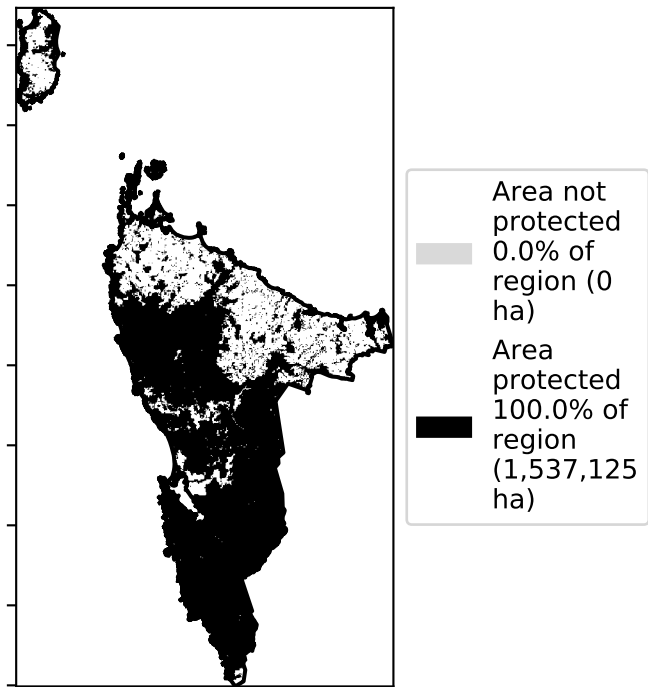 Area not
protected
0.0% of
region (0
ha)
Area
protected
100.0% of
region
(1,537,125
ha)